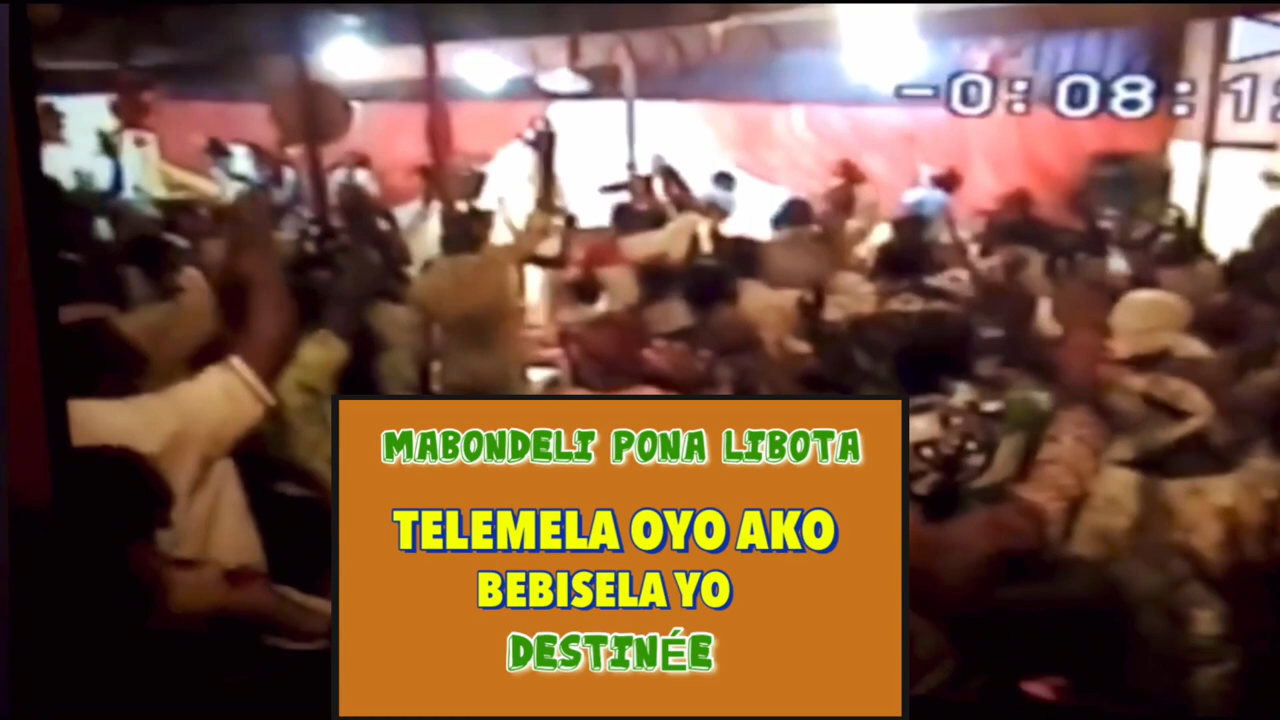 -0:08:1
MABONDELI PONA LIBOTA
TELEMELA OYO AKO
BEBISELA YO
DESTINÉE